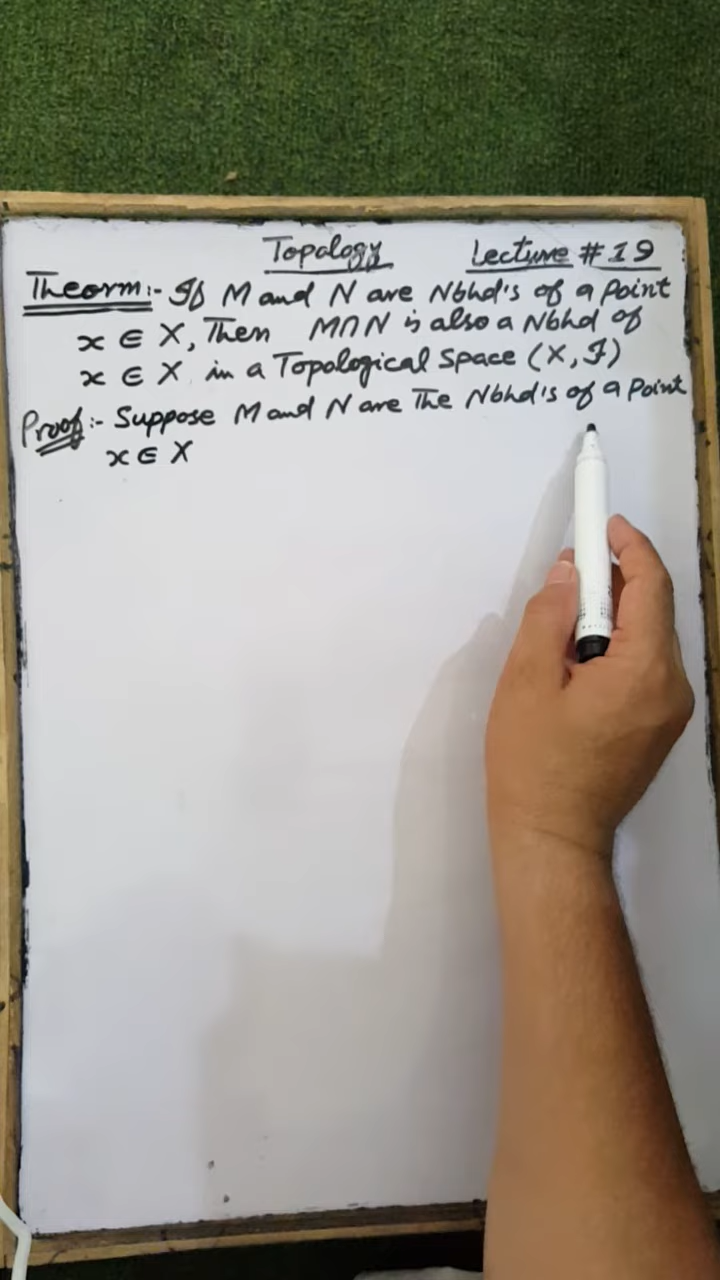 Topology Lecture # 19
Theorm:- If M and N are Nbhd's of a Point
x ∈ X, Then M∩N is also a Nbhd of
x ∈ X in a Topological Space (X, J)
Proof:- Suppose M and N are The Nbhd's of a Point
x ∈ X